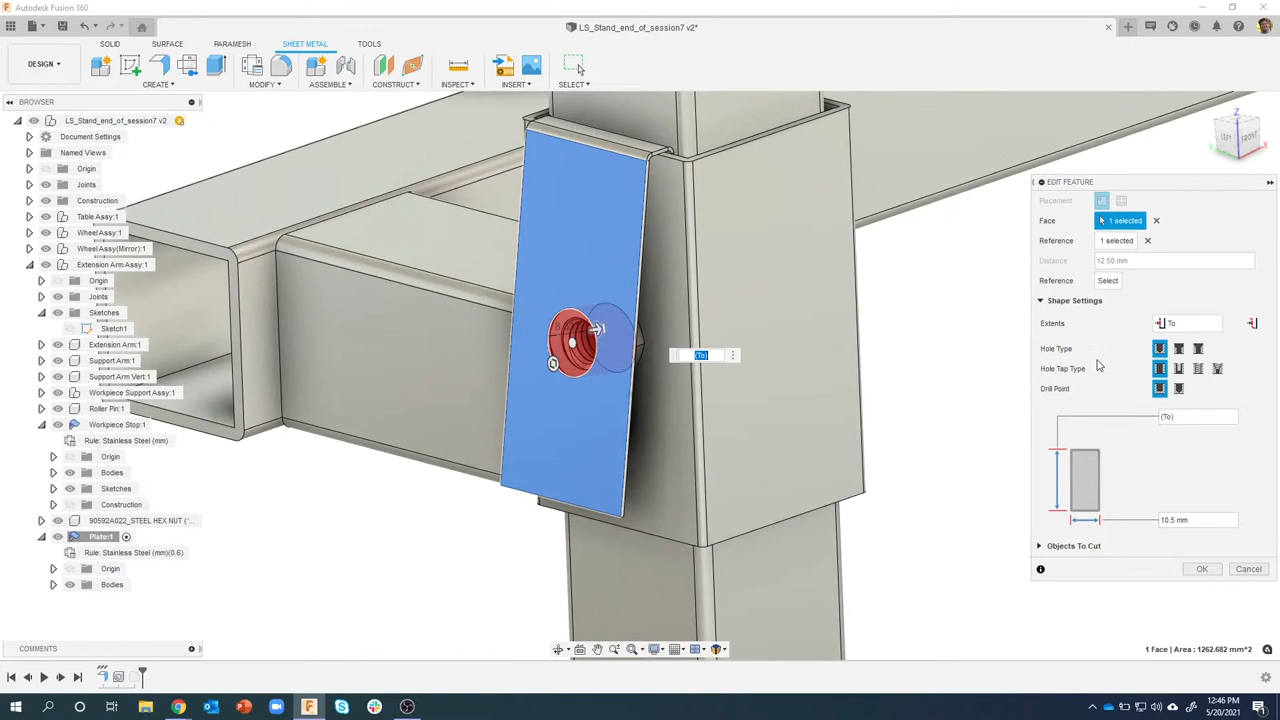 Autodesk Fusion 360
LS_Stand_end_of_session7 v2*
DESIGN
SOLID SURFACE PARAMESH SHEET METAL TOOLS
CREATE MODIFY ASSEMBLE CONSTRUCT INSPECT INSERT SELECT
BROWSER
LS_Stand_end_of_session7 v2
Document Settings
Named Views
Origin
Joints
Construction
Table Assy:1
Wheel Assy:1
Wheel Assy(Mirror):1
Extension Arm Assy:1
Origin
Joints
Sketches
Sketch1
Extension Arm:1
Support Arm:1
Support Arm Vert:1
Workpiece Support Assy:1
Roller Pin:1
Workpiece Stop:1
Rule: Stainless Steel (mm)
Origin
Bodies
Sketches
Construction
90592A022_STEEL HEX NUT (...
Plate:1
Rule: Stainless Steel (mm)(0.6)
Origin
Bodies
COMMENTS
Z
LEFT FRONT
Y X
(To)
EDIT FEATURE
Placement
Face 1 selected
Reference 1 selected
Distance 12.50 mm
Reference Select
Shape Settings
Extents To
Hole Type
Hole Tap Type
Drill Point
(To)
10.5 mm
Objects To Cut
OK Cancel
1 Face | Area : 1262.682 mm^2
12:46 PM
5/20/2021